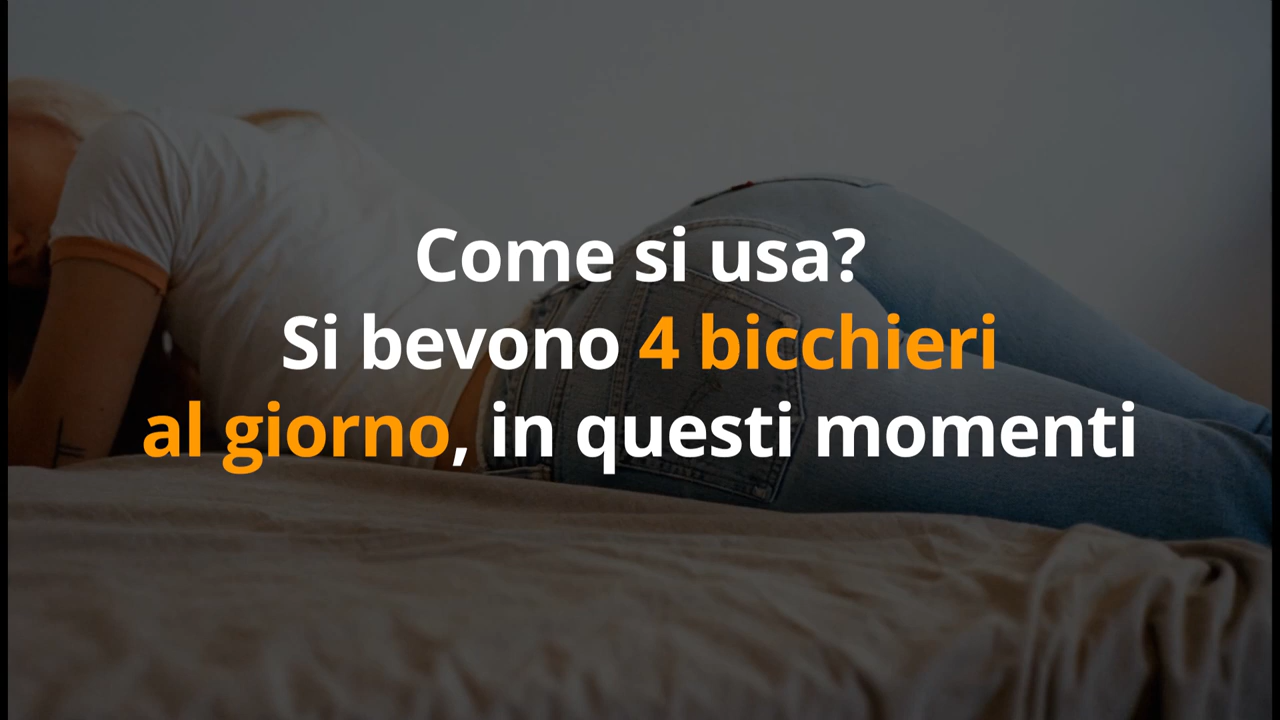 Come si usa?
Si bevono 4 bicchieri
al giorno, in questi momenti